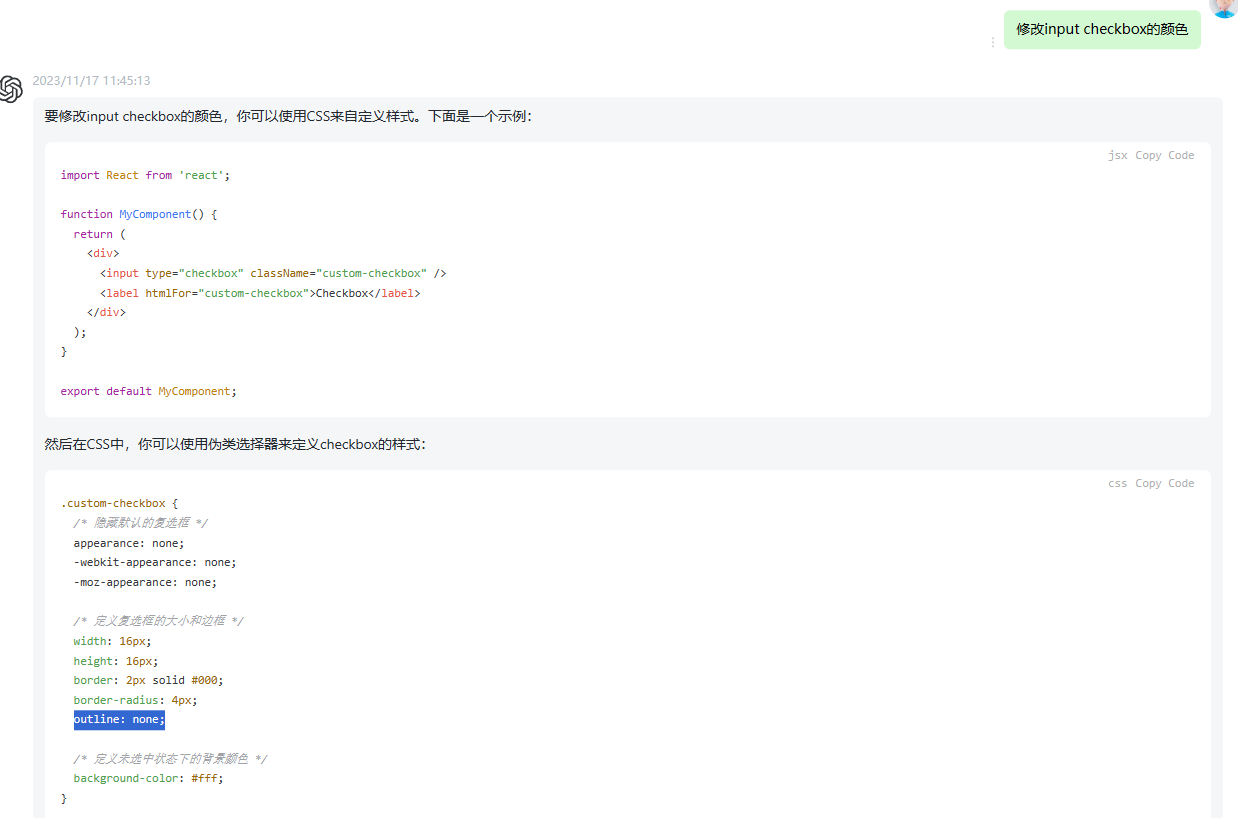 修改input checkbox的颜色
2023/11/17 11:45:13
要修改input checkbox的颜色，你可以使用CSS来自定义样式。下面是一个示例：
jsx Copy Code
import React from 'react';
function MyComponent() {
  return (
    <div>
      <input type="checkbox" className="custom-checkbox" />
      <label htmlFor="custom-checkbox">Checkbox</label>
    </div>
  );
}
export default MyComponent;
然后在CSS中，你可以使用伪类选择器来定义checkbox的样式：
css Copy Code
.custom-checkbox {
  /* 隐藏默认的复选框 */
  appearance: none;
  -webkit-appearance: none;
  -moz-appearance: none;
  /* 定义复选框的大小和边框 */
  width: 16px;
  height: 16px;
  border: 2px solid #000;
  border-radius: 4px;
  outline: none;
  /* 定义未选中状态下的背景颜色 */
  background-color: #fff;
}